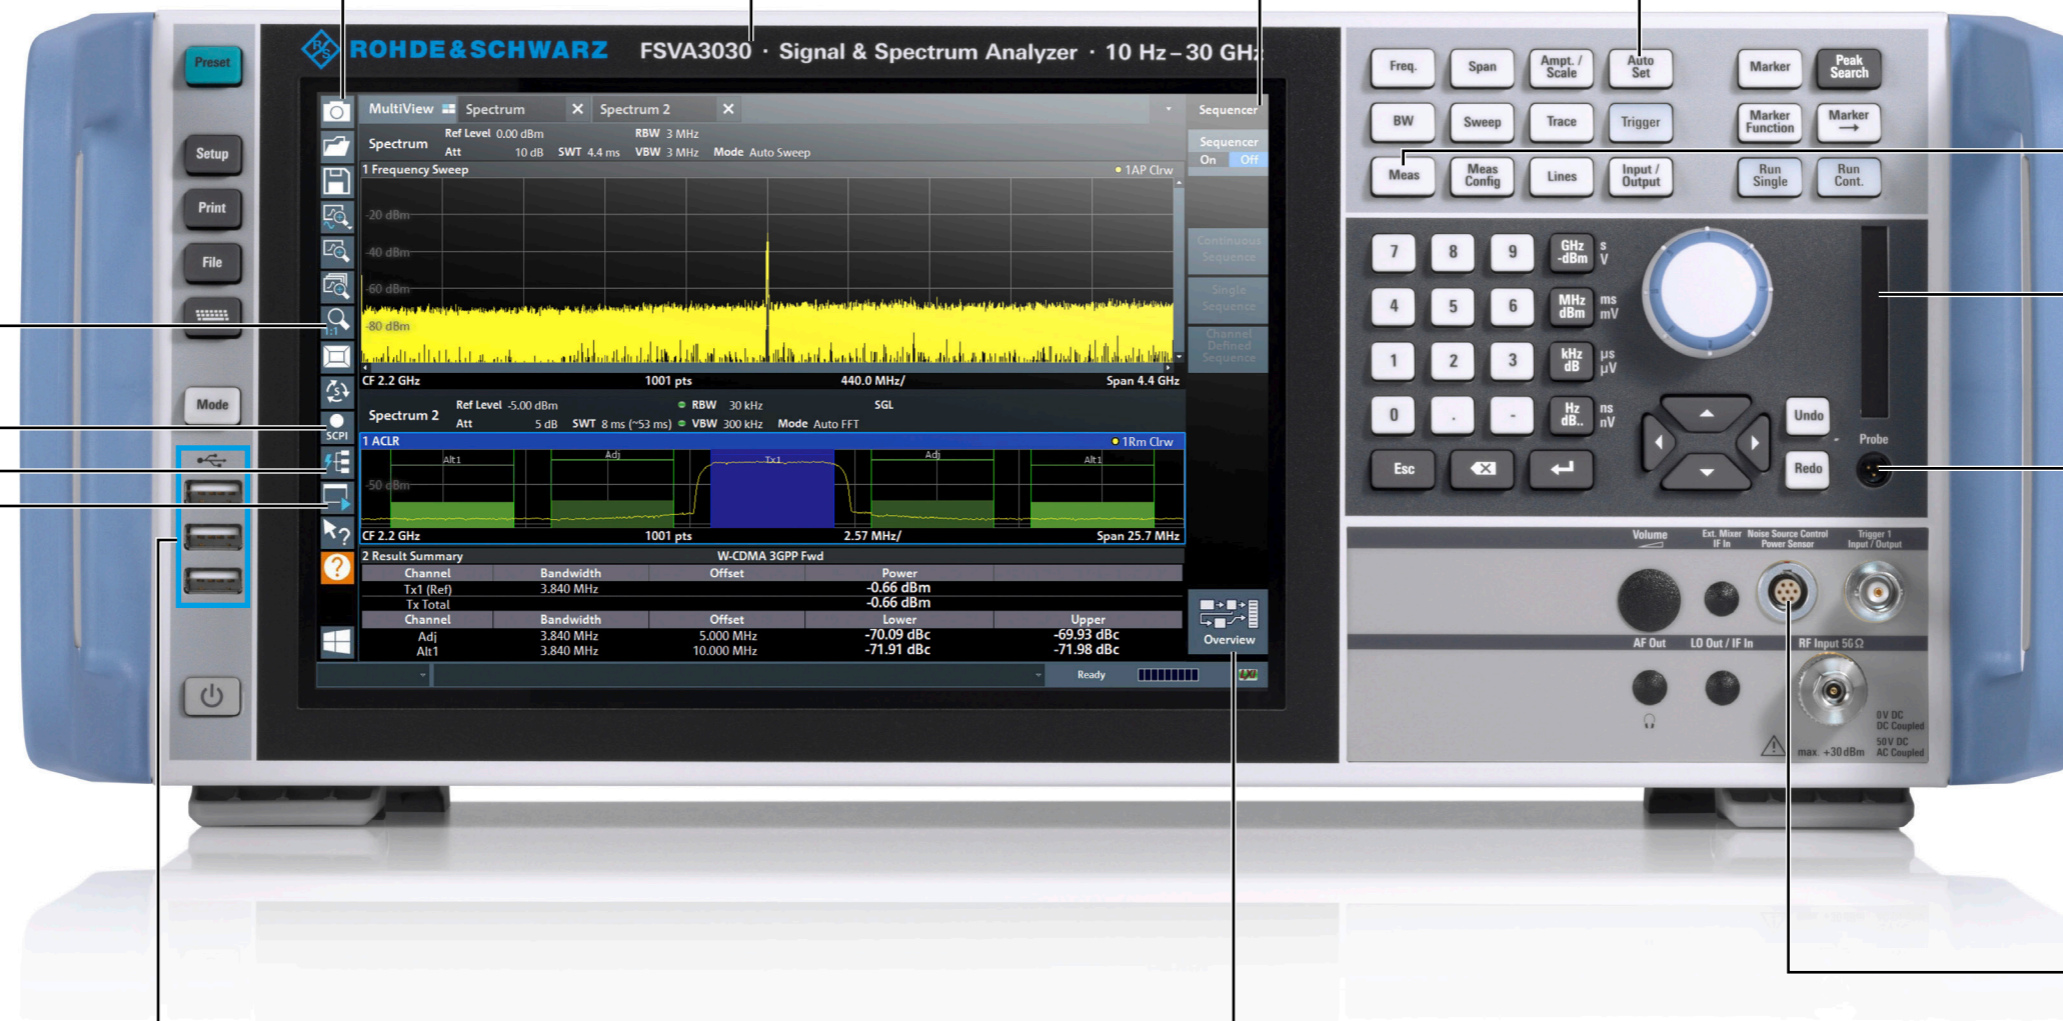 ROHDE&SCHWARZ FSVA3030 · Signal & Spectrum Analyzer · 10 Hz – 30 GHz
Preset
Setup
Print
File
Mode
MultiView Spectrum Spectrum 2
Sequencer
Spectrum
Ref Level 0.00 dBm RBW 3 MHz
Att 10 dB SWT 4.4 ms VBW 3 MHz Mode Auto Sweep
1 Frequency Sweep 1AP Clrw
-20 dBm
-40 dBm
-60 dBm
-80 dBm
CF 2.2 GHz 1001 pts 440.0 MHz/ Span 4.4 GHz
1:1
SCPI
Spectrum 2
Ref Level -5.00 dBm RBW 30 kHz SGL
Att 5 dB SWT 8 ms (~53 ms) VBW 300 kHz Mode Auto FFT
1 ACLR 1Rm Clrw
Alt1 Adj Tx1 Adj Alt1
-50 dBm
CF 2.2 GHz 1001 pts 2.57 MHz/ Span 25.7 MHz
2 Result Summary W-CDMA 3GPP Fwd
Channel Bandwidth Offset Power
Tx1 (Ref) 3.840 MHz -0.66 dBm
Tx Total -0.66 dBm
Channel Bandwidth Offset Lower Upper
Adj 3.840 MHz 5.000 MHz -70.09 dBc -69.93 dBc
Alt1 3.840 MHz 10.000 MHz -71.91 dBc -71.98 dBc
Ready
Sequencer
On Off
Continuous
Sequence
Single
Sequence
Channel
Defined
Sequence
Overview
Freq. Span Ampt. / Scale Auto Set Marker Peak Search
BW Sweep Trace Trigger Marker Function Marker →
Meas Meas Config Lines Input / Output Run Single Run Cont.
7 8 9 GHz -dBm s V
4 5 6 MHz dBm ms mV
1 2 3 kHz dB µs µV
0 . - Hz dB.. ns nV
Esc
Undo
Redo
Probe
Volume
Ext. Mixer IF In
Noise Source Control Power Sensor
Trigger 1 Input / Output
AF Out LO Out / IF In RF Input 50 Ω
0 V DC
DC Coupled
50 V DC
AC Coupled
max. +30 dBm